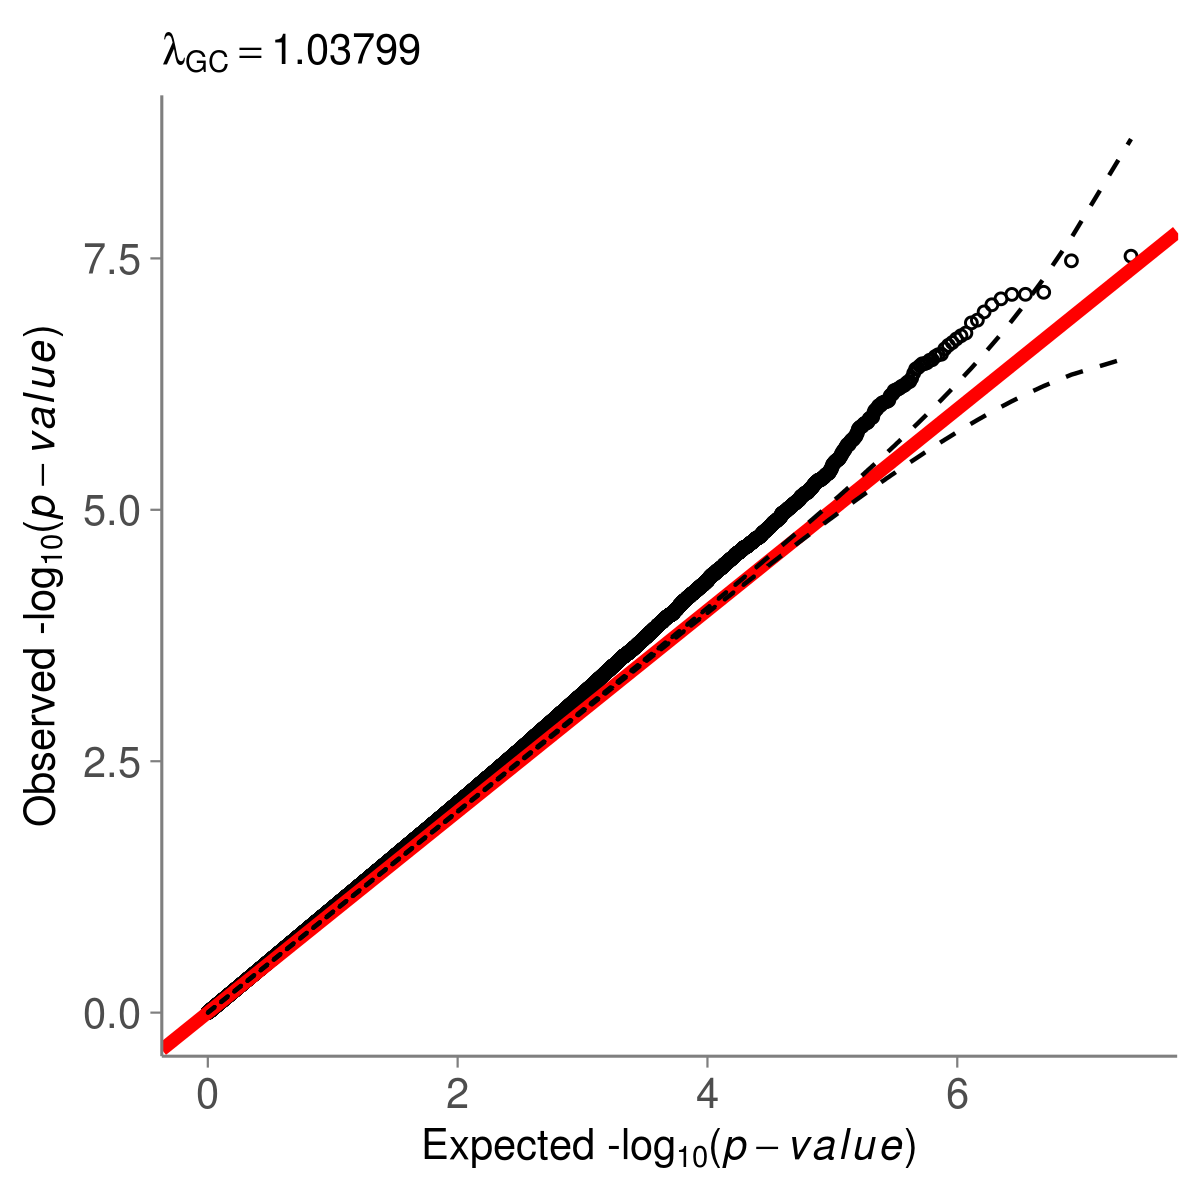 λGC = 1.03799
Observed -log10(p − value)
7.5
5.0
2.5
0.0
0 2 4 6
Expected -log10(p − value)